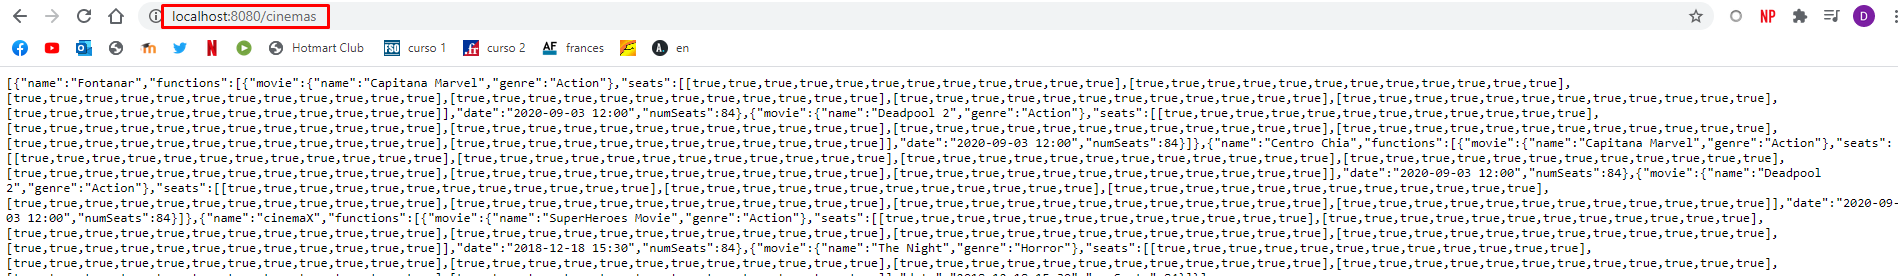 localhost:8080/cinemas
NP
D
Hotmart Club
FSO
curso 1
.fr
curso 2
AF
frances
A.
en
[{"name":"Fontanar","functions":[{"movie":{"name":"Capitana Marvel","genre":"Action"},"seats":[[true,true,true,true,true,true,true,true,true,true,true,true],[true,true,true,true,true,true,true,true,true,true,true,true],
[true,true,true,true,true,true,true,true,true,true,true,true],[true,true,true,true,true,true,true,true,true,true,true,true],[true,true,true,true,true,true,true,true,true,true,true,true],[true,true,true,true,true,true,true,true,true,true,true,true],
[true,true,true,true,true,true,true,true,true,true,true,true]],"date":"2020-09-03 12:00","numSeats":84},{"movie":{"name":"Deadpool 2","genre":"Action"},"seats":[[true,true,true,true,true,true,true,true,true,true,true,true],
[true,true,true,true,true,true,true,true,true,true,true,true],[true,true,true,true,true,true,true,true,true,true,true,true],[true,true,true,true,true,true,true,true,true,true,true,true],[true,true,true,true,true,true,true,true,true,true,true,true],
[true,true,true,true,true,true,true,true,true,true,true,true],[true,true,true,true,true,true,true,true,true,true,true,true]],"date":"2020-09-03 12:00","numSeats":84}]},{"name":"Centro Chia","functions":[{"movie":{"name":"Capitana Marvel","genre":"Action"},"seats":
[[true,true,true,true,true,true,true,true,true,true,true,true],[true,true,true,true,true,true,true,true,true,true,true,true],[true,true,true,true,true,true,true,true,true,true,true,true],[true,true,true,true,true,true,true,true,true,true,true,true],
[true,true,true,true,true,true,true,true,true,true,true,true],[true,true,true,true,true,true,true,true,true,true,true,true],[true,true,true,true,true,true,true,true,true,true,true,true]],"date":"2020-09-03 12:00","numSeats":84},{"movie":{"name":"Deadpool
2","genre":"Action"},"seats":[[true,true,true,true,true,true,true,true,true,true,true,true],[true,true,true,true,true,true,true,true,true,true,true,true],[true,true,true,true,true,true,true,true,true,true,true,true],
[true,true,true,true,true,true,true,true,true,true,true,true],[true,true,true,true,true,true,true,true,true,true,true,true],[true,true,true,true,true,true,true,true,true,true,true,true],[true,true,true,true,true,true,true,true,true,true,true,true]],"date":"2020-09-
03 12:00","numSeats":84}]},{"name":"cinemaX","functions":[{"movie":{"name":"SuperHeroes Movie","genre":"Action"},"seats":[[true,true,true,true,true,true,true,true,true,true,true,true],[true,true,true,true,true,true,true,true,true,true,true,true],
[true,true,true,true,true,true,true,true,true,true,true,true],[true,true,true,true,true,true,true,true,true,true,true,true],[true,true,true,true,true,true,true,true,true,true,true,true],[true,true,true,true,true,true,true,true,true,true,true,true],
[true,true,true,true,true,true,true,true,true,true,true,true]],"date":"2018-12-18 15:30","numSeats":84},{"movie":{"name":"The Night","genre":"Horror"},"seats":[[true,true,true,true,true,true,true,true,true,true,true,true],
[true,true,true,true,true,true,true,true,true,true,true,true],[true,true,true,true,true,true,true,true,true,true,true,true],[true,true,true,true,true,true,true,true,true,true,true,true],[true,true,true,true,true,true,true,true,true,true,true,true],